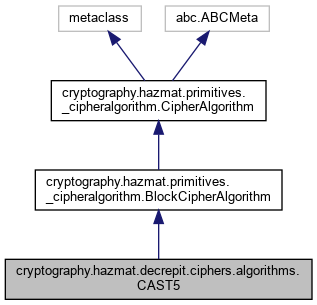 metaclass
abc.ABCMeta
cryptography.hazmat.primitives.
_cipheralgorithm.CipherAlgorithm
cryptography.hazmat.primitives.
_cipheralgorithm.BlockCipherAlgorithm
cryptography.hazmat.decrepit.ciphers.algorithms.
CAST5